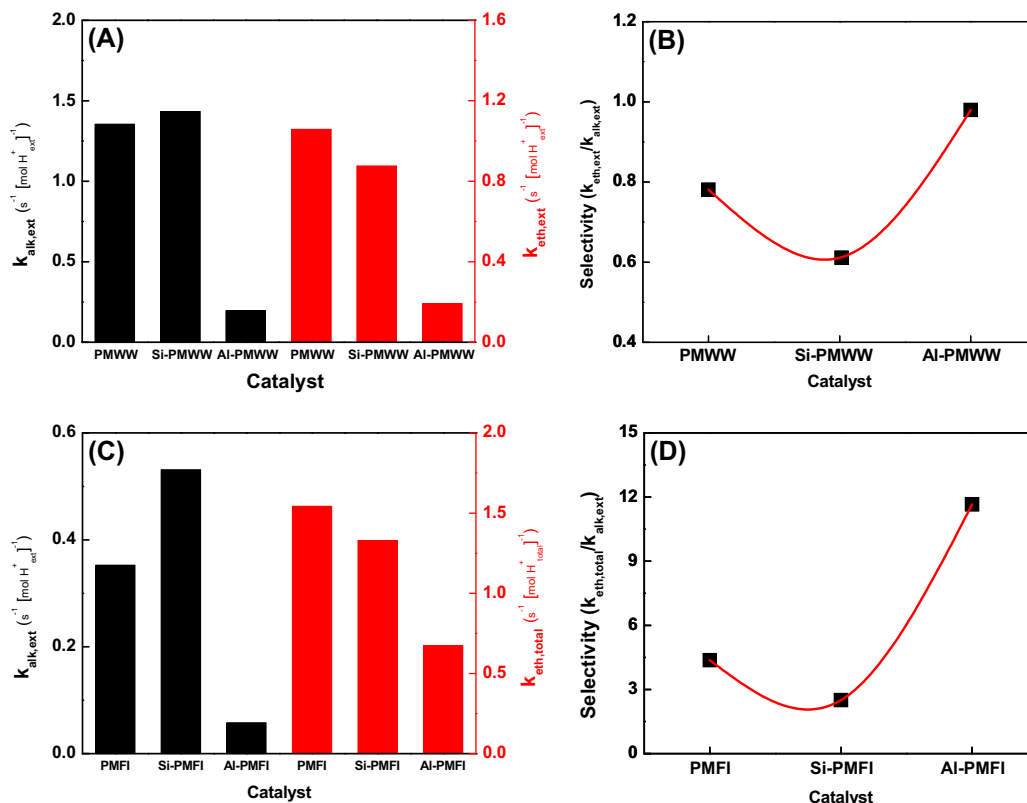 (A)
2.0
1.5
1.0
0.5
0.0
k_alk,ext (s^-1 [mol H^+_ext]^-1)
1.6
1.2
0.8
0.4
0.0
k_eth,ext (s^-1 [mol H^+_ext]^-1)
PMWW Si-PMWW Al-PMWW PMWW Si-PMWW Al-PMWW
Catalyst
(B)
1.0
0.8
0.6
0.4
Selectivity (k_eth,ext/k_alk,ext)
PMWW Si-PMWW Al-PMWW
Catalyst
(C)
0.6
0.4
0.2
0.0
k_alk,ext (s^-1 [mol H^+_ext]^-1)
2.0
1.5
1.0
0.5
0.0
k_eth,total (s^-1 [mol H^+_total]^-1)
PMFI Si-PMFI Al-PMFI PMFI Si-PMFI Al-PMFI
Catalyst
(D)
15
12
9
6
3
0
Selectivity (k_eth,total/k_alk,ext)
PMFI Si-PMFI Al-PMFI
Catalyst